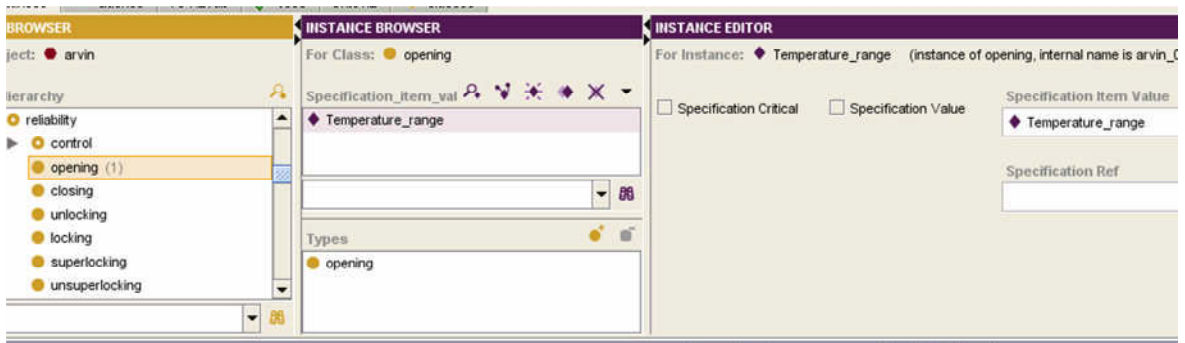 BROWSER
ject: arvin
ierarchy
reliability
control
opening (1)
closing
unlocking
locking
superlocking
unsuperlocking
INSTANCE BROWSER
For Class: opening
Specification_item_val
Temperature_range
Types
opening
INSTANCE EDITOR
For Instance: Temperature_range (instance of opening, internal name is arvin_0
Specification Critical
Specification Value
Specification Item Value
Temperature_range
Specification Ref